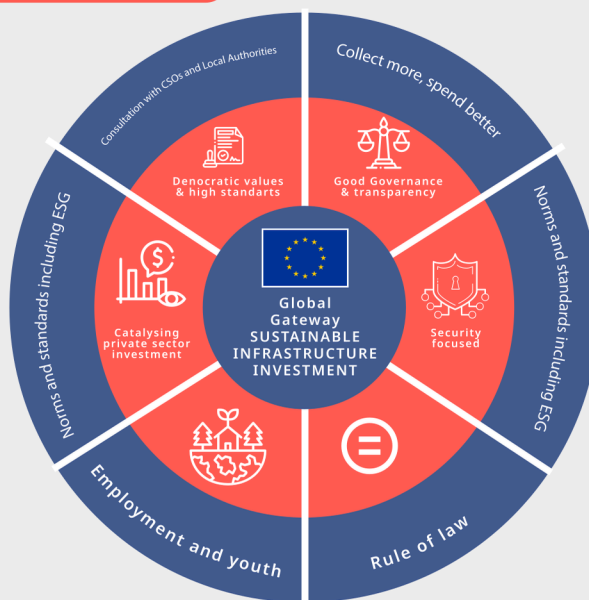 Consultation with CSOs and Local Authorities
Collect more, spend better
Denocratic values
& high standarts
Good Governance
& transparency
Norms and standards including ESG
Norms and standards including ESG
Global
Gateway
SUSTAINABLE
INFRASTRUCTURE
INVESTMENT
Catalysing
private sector
investment
Security
focused
$
Employment and youth
Rule of law